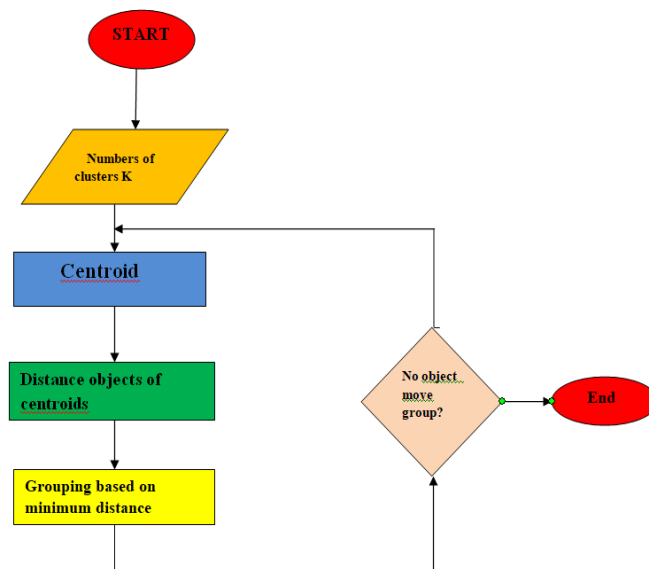 START
Numbers of
clusters K
Centroid
Distance objects of
centroids
Grouping based on
minimum distance
No object
move
group?
End